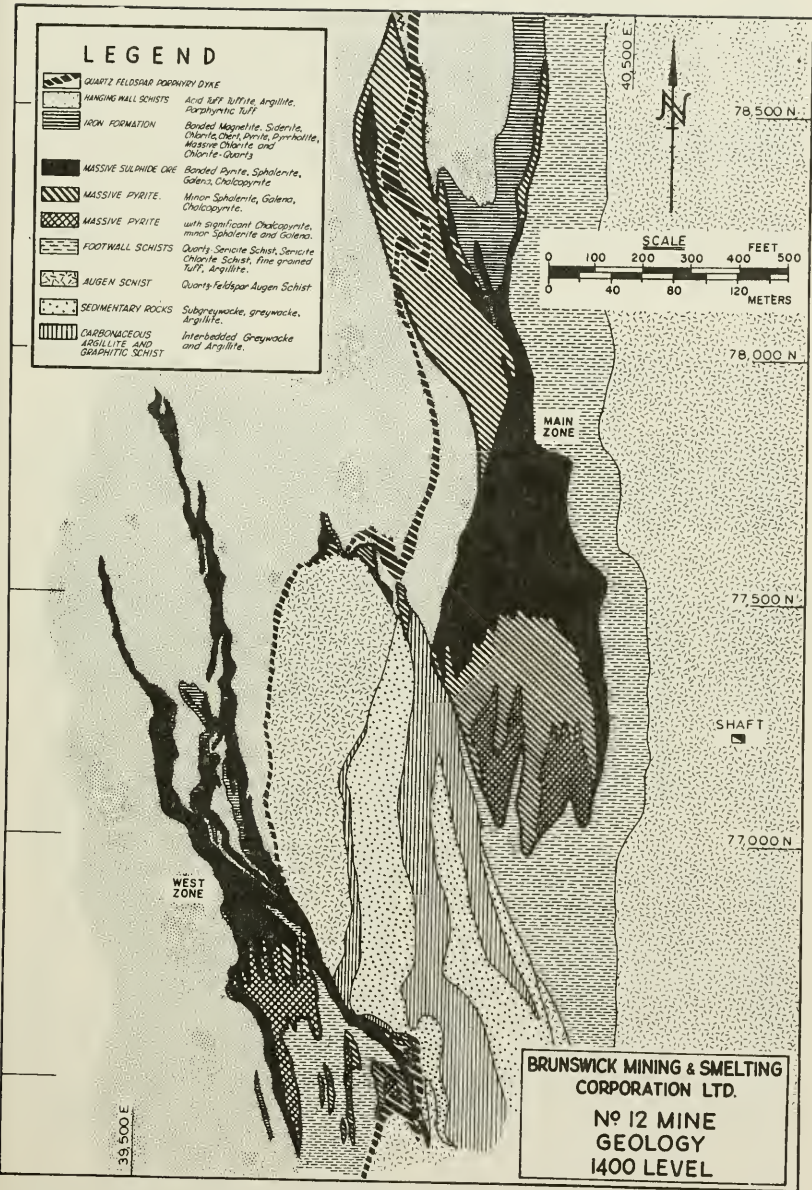 LEGEND
QUARTZ FELDSPAR PORPHYRY DYKE
HANGING WALL SCHISTS Acid Tuff Tuffite, Argillite,
Porphyritic Tuff
IRON FORMATION Banded Magnetite, Siderite,
Chlorite, Chert, Pyrite, Pyrrhotite,
Massive Chlorite and
Chlorite-Quartz
MASSIVE SULPHIDE ORE Banded Pyrite, Sphalerite,
Galena, Chalcopyrite
MASSIVE PYRITE. Minor Sphalerite, Galena,
Chalcopyrite.
MASSIVE PYRITE with significant Chalcopyrite,
minor Sphalerite and Galena.
FOOTWALL SCHISTS Quartz-Sericite Schist, Sericite
Chlorite Schist, fine grained
Tuff, Argillite.
AUGEN SCHIST Quartz-Feldspar Augen Schist
SEDIMENTARY ROCKS Subgreywacke, greywacke,
Argillite.
CARBONACEOUS
ARGILLITE AND
GRAPHITIC SCHIST Interbedded Greywacke
and Argillite.
40,500 E
N
78,500 N
SCALE
FEET
0 100 200 300 400 500
0 40 80 120
METERS
78,000 N
MAIN
ZONE
77,500 N
SHAFT
77,000 N
WEST
ZONE
39,500 E
BRUNSWICK MINING & SMELTING
CORPORATION LTD.
Nº 12 MINE
GEOLOGY
1400 LEVEL